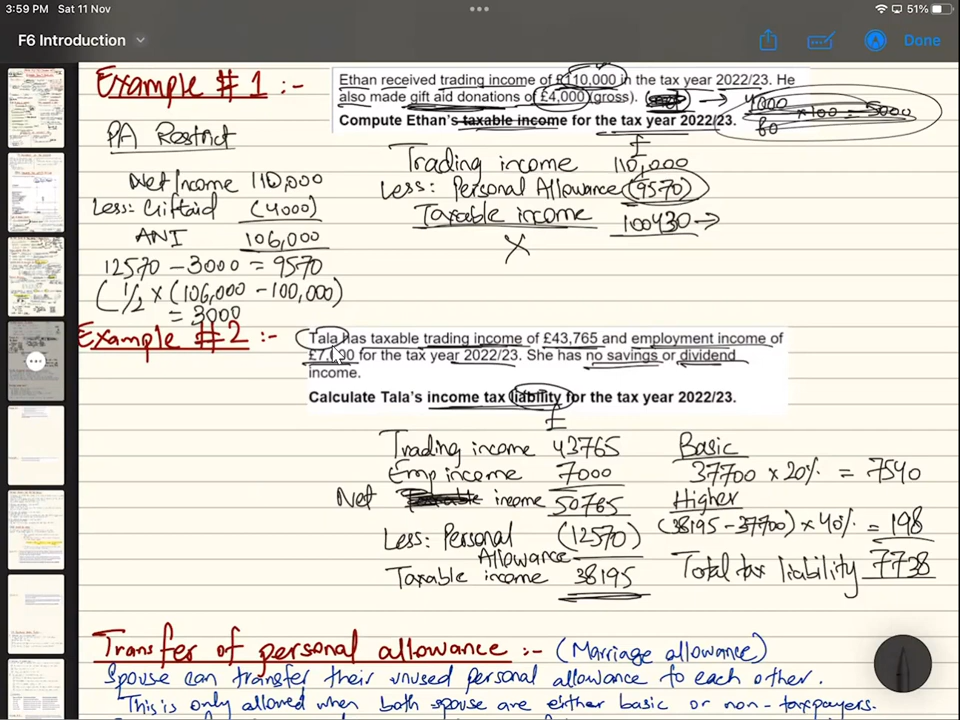 3:59 PM Sat 11 Nov
51%
F6 Introduction
Done
Example #1 :-
Ethan received trading income of £110,000 in the tax year 2022/23. He
also made gift aid donations of £4,000 (gross).
Compute Ethan's taxable income for the tax year 2022/23.
4000
80
×100 = 5000
PA Restrict
Net Income 110,000
Less: Giftaid (4000)
ANI 106,000
12570 - 3000 = 9570
(1/2 × (106,000 - 100,000)
= 3000
£
Trading income 110,000
Less: Personal Allowance (9570)
Taxable income 100430 →
X
Example #2 :-
Tala has taxable trading income of £43,765 and employment income of
£7,000 for the tax year 2022/23. She has no savings or dividend
income.
Calculate Tala's income tax liability for the tax year 2022/23.
£
Trading income 43765
Emp income 7000
Net income 50765
Less: Personal Allowance (12570)
Taxable income 38195
Basic
37700 × 20% = 7540
Higher
(38195 - 37700) × 40% = 198
Total tax liability 7738
Transfer of personal allowance :- (Marriage allowance)
Spouse can transfer their unused personal allowance to each other.
This is only allowed when both spouse are either basic or non-taxpayers.